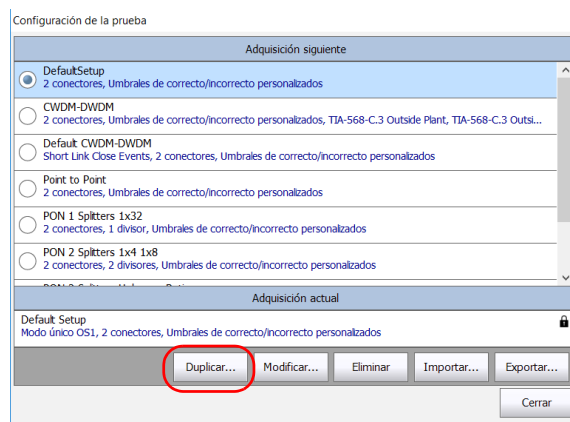 Configuración de la prueba
Adquisición siguiente
DefaultSetup
2 conectores, Umbrales de correcto/incorrecto personalizados
CWDM-DWDM
2 conectores, Umbrales de correcto/incorrecto personalizados, TIA-568-C.3 Outside Plant, TIA-568-C.3 Outsi...
Default CWDM-DWDM
Short Link Close Events, 2 conectores, Umbrales de correcto/incorrecto personalizados
Point to Point
2 conectores, Umbrales de correcto/incorrecto personalizados
PON 1 Splitters 1x32
2 conectores, 1 divisor, Umbrales de correcto/incorrecto personalizados
PON 2 Splitters 1x4 1x8
2 conectores, 2 divisores, Umbrales de correcto/incorrecto personalizados
Adquisición actual
Default Setup
Modo único OS1, 2 conectores, Umbrales de correcto/incorrecto personalizados
Duplicar... Modificar... Eliminar Importar... Exportar...
Cerrar